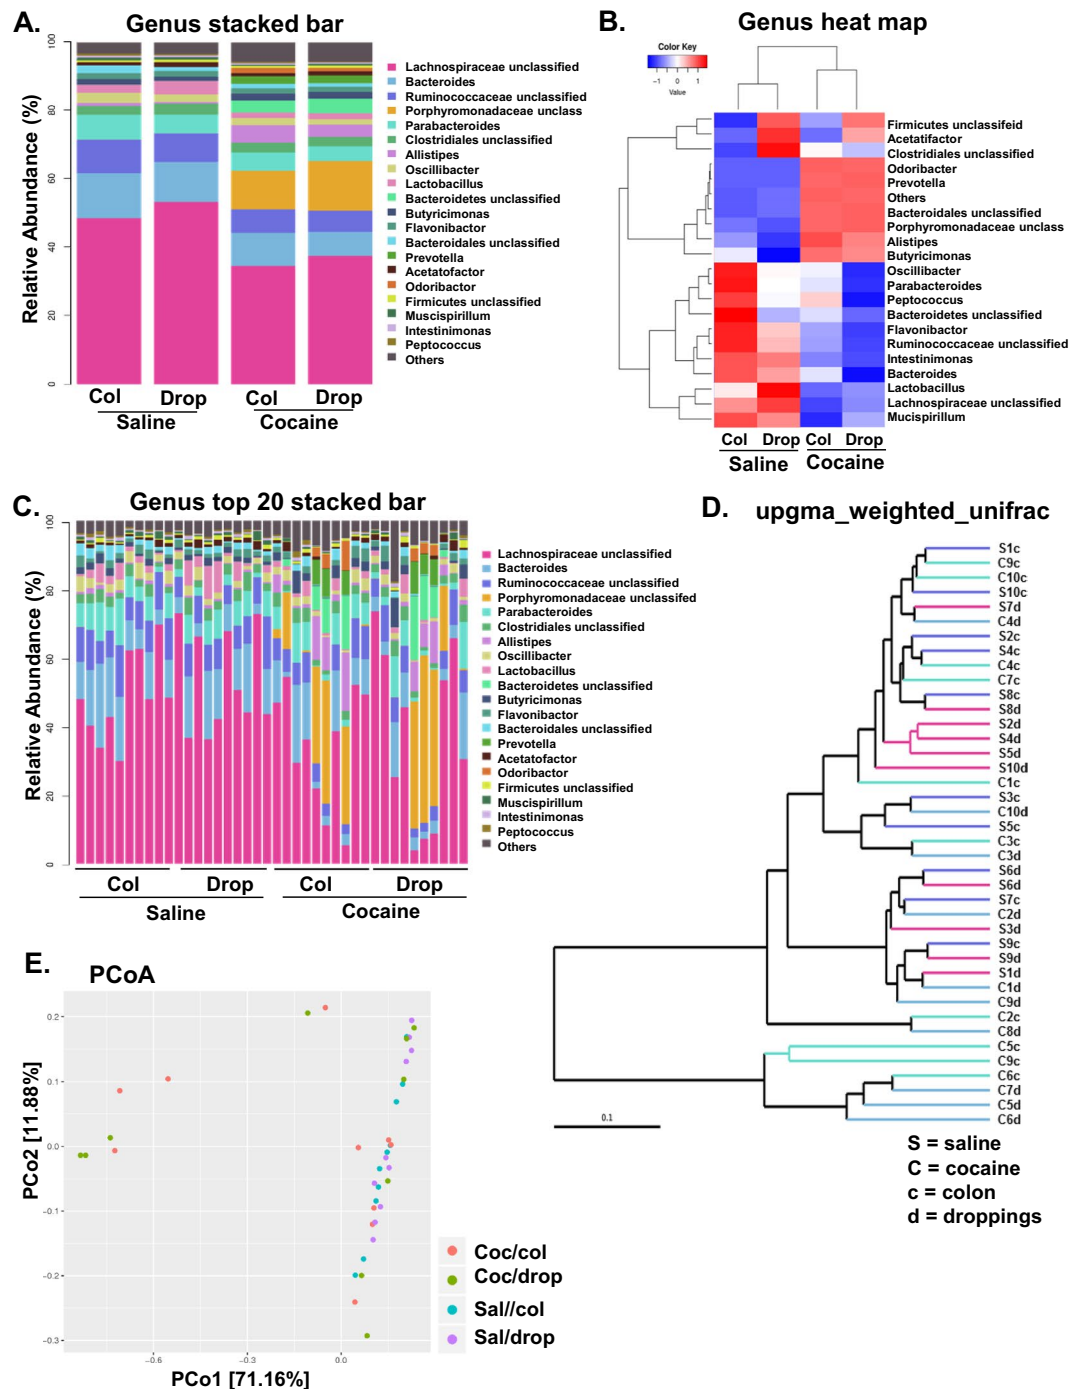 A.
Genus stacked bar
Relative Abundance (%)
100
80
60
40
20
0
Col
Drop
Col
Drop
Saline
Cocaine
Lachnospiraceae unclassified
Bacteroides
Ruminococcaceae unclassified
Porphyromonadaceae unclass
Parabacteroides
Clostridiales unclassified
Allistipes
Oscillibacter
Lactobacillus
Bacteroidetes unclassified
Butyricimonas
Flavonibactor
Bacteroidales unclassified
Prevotella
Acetatofactor
Odoribactor
Firmicutes unclassified
Muscispirillum
Intestinimonas
Peptococcus
Others
B.
Genus heat map
Color Key
−1 0 1
Value
Firmicutes unclassifeid
Acetatifactor
Clostridiales unclassified
Odoribacter
Prevotella
Others
Bacteroidales unclassified
Porphyromonadaceae unclass
Alistipes
Butyricimonas
Oscillibacter
Parabacteroides
Peptococcus
Bacteroidetes unclassified
Flavonibactor
Ruminococcaceae unclassified
Intestinimonas
Bacteroides
Lactobacillus
Lachnospiraceae unclassified
Mucispirillum
Col
Drop
Col
Drop
Saline
Cocaine
C.
Genus top 20 stacked bar
Relative Abundance (%)
100
80
60
40
20
0
Col
Drop
Col
Drop
Saline
Cocaine
Lachnospiraceae unclassified
Bacteroides
Ruminococcaceae unclassified
Porphyromonadaceae unclassifed
Parabacteroides
Clostridiales unclassified
Allistipes
Oscillibacter
Lactobacillus
Bacteroidetes unclassified
Butyricimonas
Flavonibactor
Bacteroidales unclassified
Prevotella
Acetatofactor
Odoribactor
Firmicutes unclassified
Muscispirillum
Intestinimonas
Peptococcus
Others
D.
upgma_weighted_unifrac
S1c
C9c
C10c
S10c
S7d
C4d
S2c
S4c
C4c
C7c
S8c
S8d
S2d
S4d
S5d
S10d
C1c
S3c
C10d
S5c
C3c
C3d
S6d
S6d
S7c
C2d
S3d
S9c
S9d
S1d
C1d
C9d
C2c
C8d
C5c
C9c
C6c
C7d
C5d
C6d
0.1
S = saline
C = cocaine
c = colon
d = droppings
E.
PCoA
PCo2 [11.88%]
0.2
0.1
0.0
−0.1
−0.2
−0.3
−0.6
−0.3
0.0
PCo1 [71.16%]
Coc/col
Coc/drop
Sal//col
Sal/drop